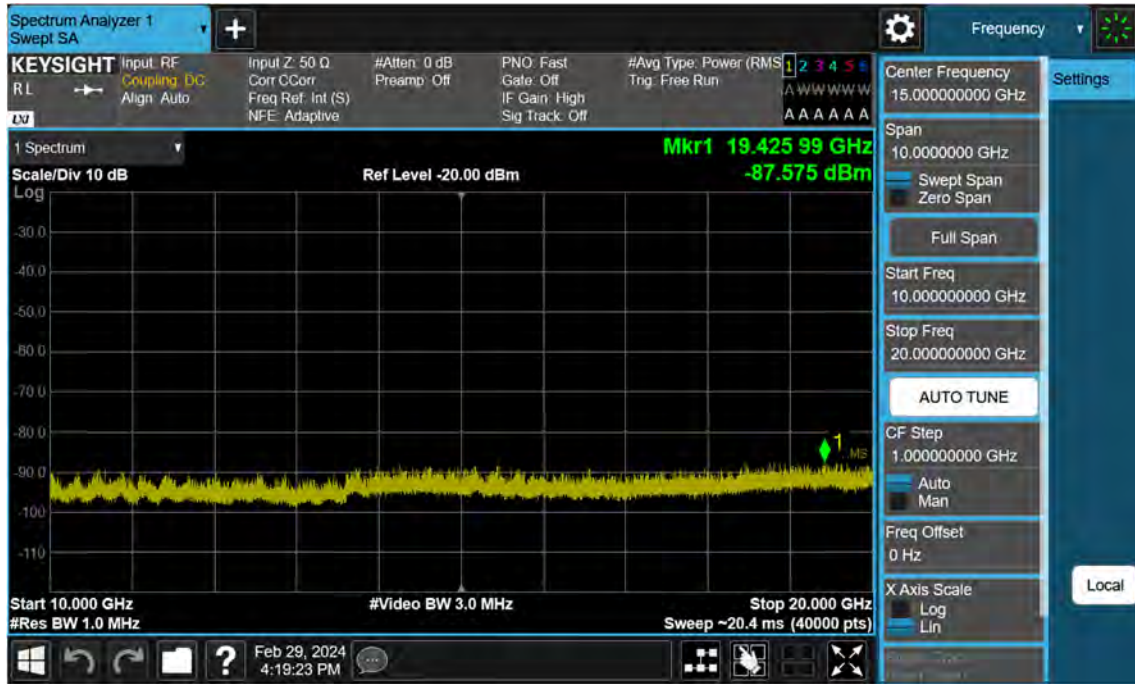 Spectrum Analyzer 1
Swept SA
Frequency
KEYSIGHT
R L
LXI
Input: RF
Coupling: DC
Align: Auto
Input Z: 50 Ω
Corr CCorr
Freq Ref: Int (S)
NFE: Adaptive
#Atten: 0 dB
Preamp: Off
PNO: Fast
Gate: Off
IF Gain: High
Sig Track: Off
#Avg Type: Power (RMS
Trig: Free Run
1 2 3 4 5 6
A W W W W W
A A A A A A
Center Frequency
15.000000000 GHz
Settings
1 Spectrum
Mkr1 19.425 99 GHz
-87.575 dBm
Scale/Div 10 dB
Ref Level -20.00 dBm
Log
-30.0
-40.0
-50.0
-60.0
-70.0
-80.0
-90.0
-100
-110
1
Start 10.000 GHz
#Res BW 1.0 MHz
#Video BW 3.0 MHz
Stop 20.000 GHz
Sweep ~20.4 ms (40000 pts)
Span
10.0000000 GHz
Swept Span
Zero Span
Full Span
Start Freq
10.000000000 GHz
Stop Freq
20.000000000 GHz
AUTO TUNE
CF Step
1.000000000 GHz
Auto
Man
Freq Offset
0 Hz
X Axis Scale
Log
Lin
Local
Feb 29, 2024
4:19:23 PM